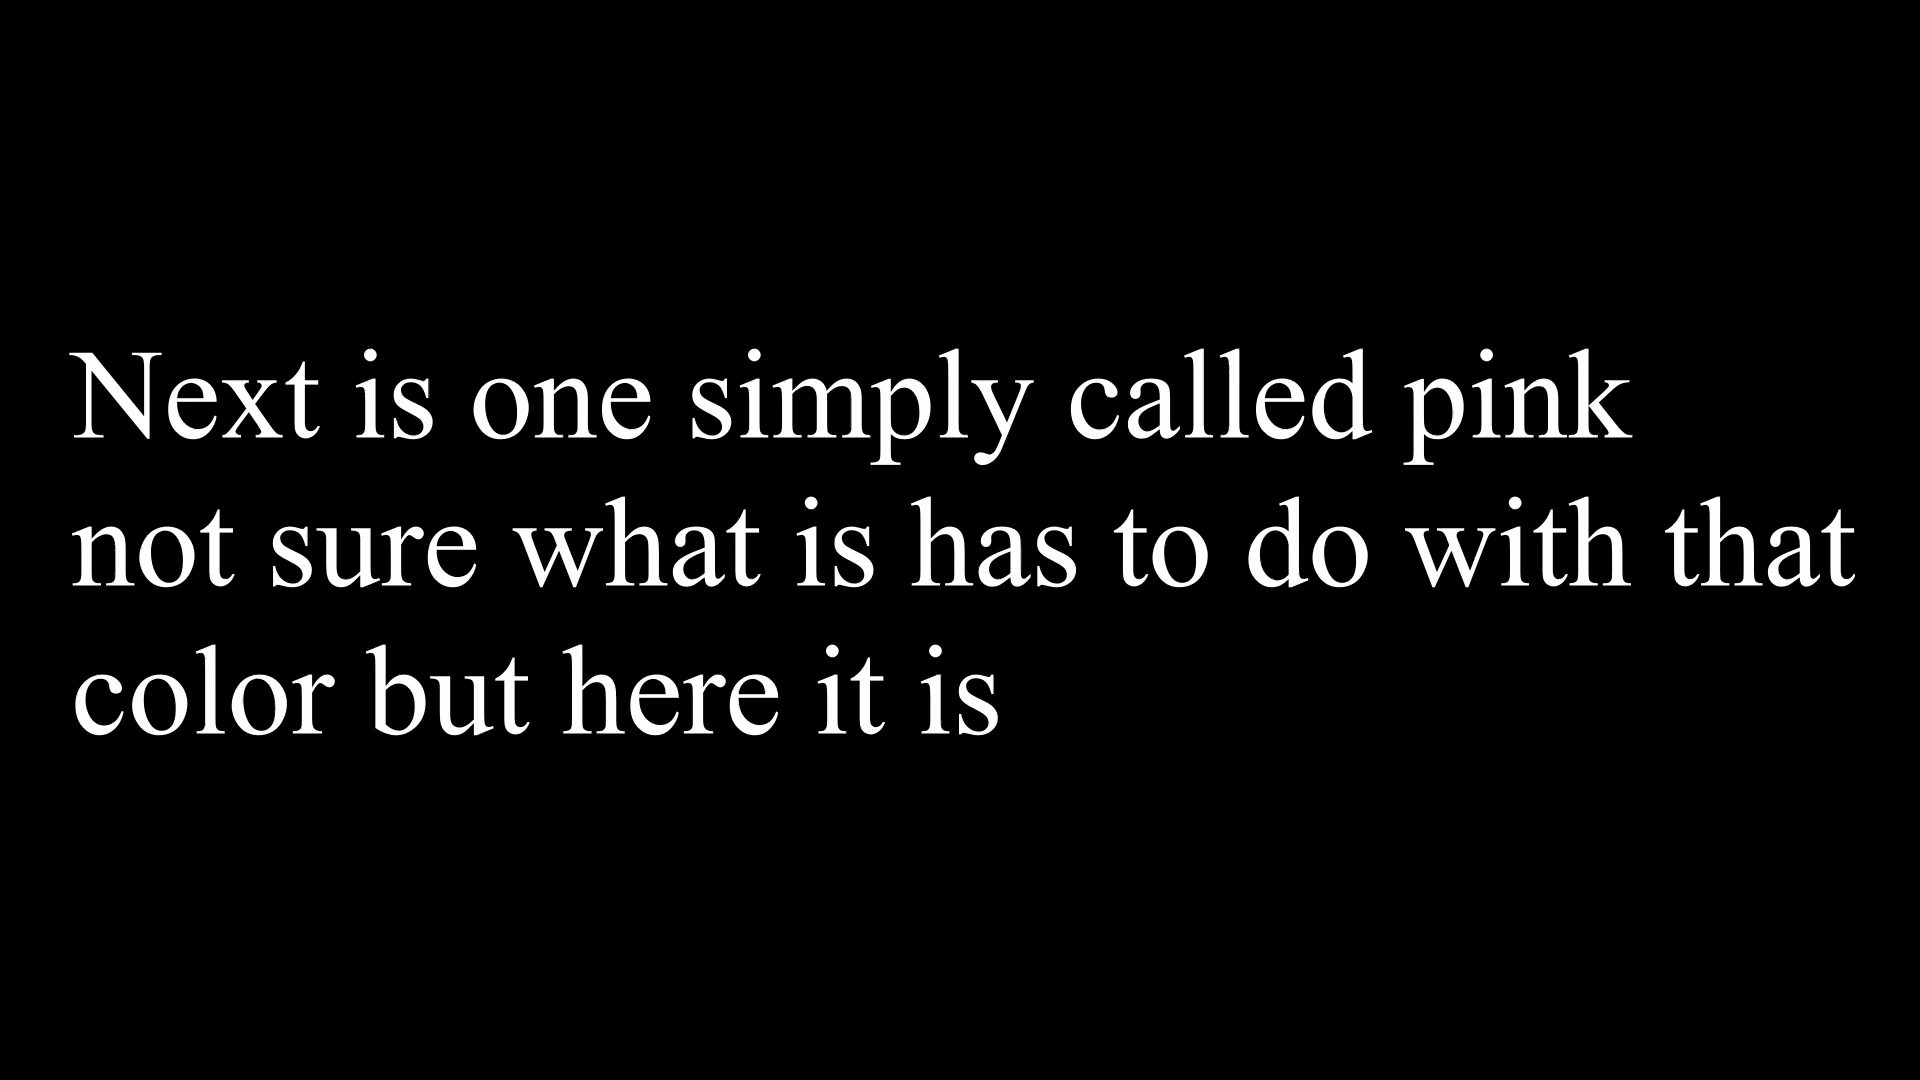 Next is one simply called pink
not sure what is has to do with that
color but here it is